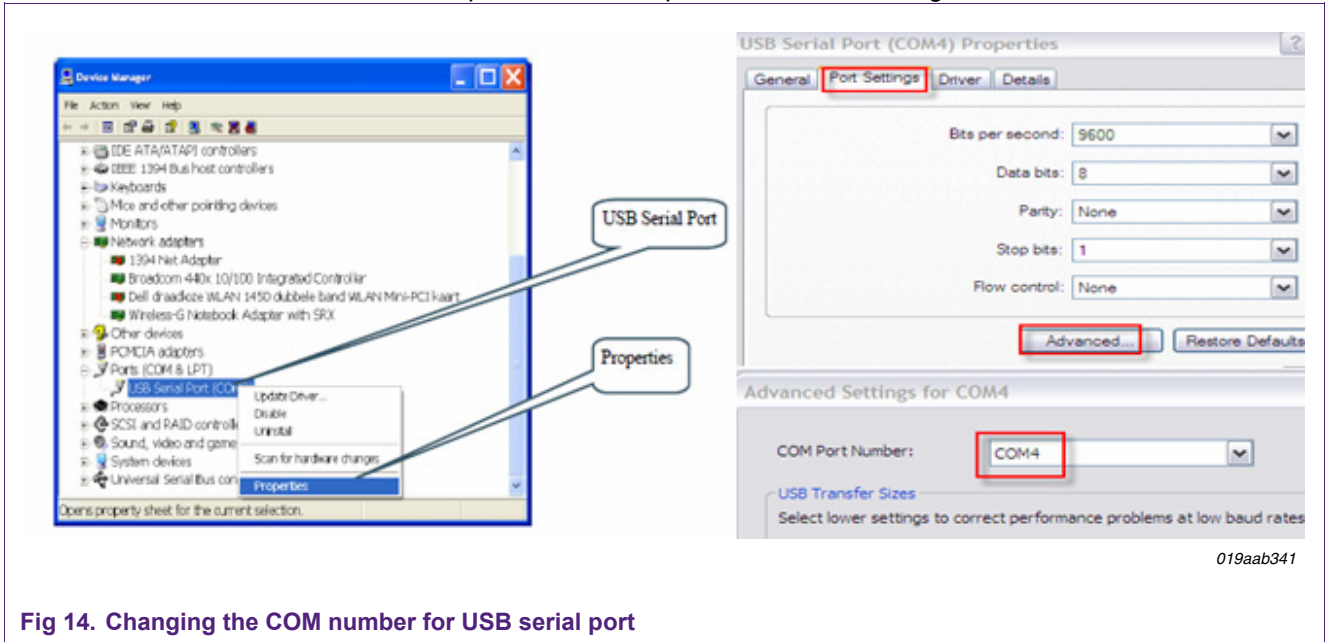 Device Manager
File Action View Help
IDE ATA/ATAPI controllers
IEEE 1394 Bus host controllers
Keyboards
Mice and other pointing devices
Monitors
Network adapters
1394 Net Adapter
Broadcom 440x 10/100 Integrated Controller
Dell draadloze WLAN 1450 dubbele band WLAN Mini-PCI kaart
Wireless-G Notebook Adapter with SRX
Other devices
PCMCIA adapters
Ports (COM & LPT)
USB Serial Port (COM
Processors
SCSI and RAID controlle
Sound, video and game
System devices
Universal Serial Bus con
Update Driver...
Disable
Uninstall
Scan for hardware changes
Properties
Opens property sheet for the current selection.
USB Serial Port
Properties
USB Serial Port (COM4) Properties
?
General Port Settings Driver Details
Bits per second: 9600
Data bits: 8
Parity: None
Stop bits: 1
Flow control: None
Advanced... Restore Defaults
Advanced Settings for COM4
COM Port Number: COM4
USB Transfer Sizes
Select lower settings to correct performance problems at low baud rates
019aab341
Fig 14. Changing the COM number for USB serial port